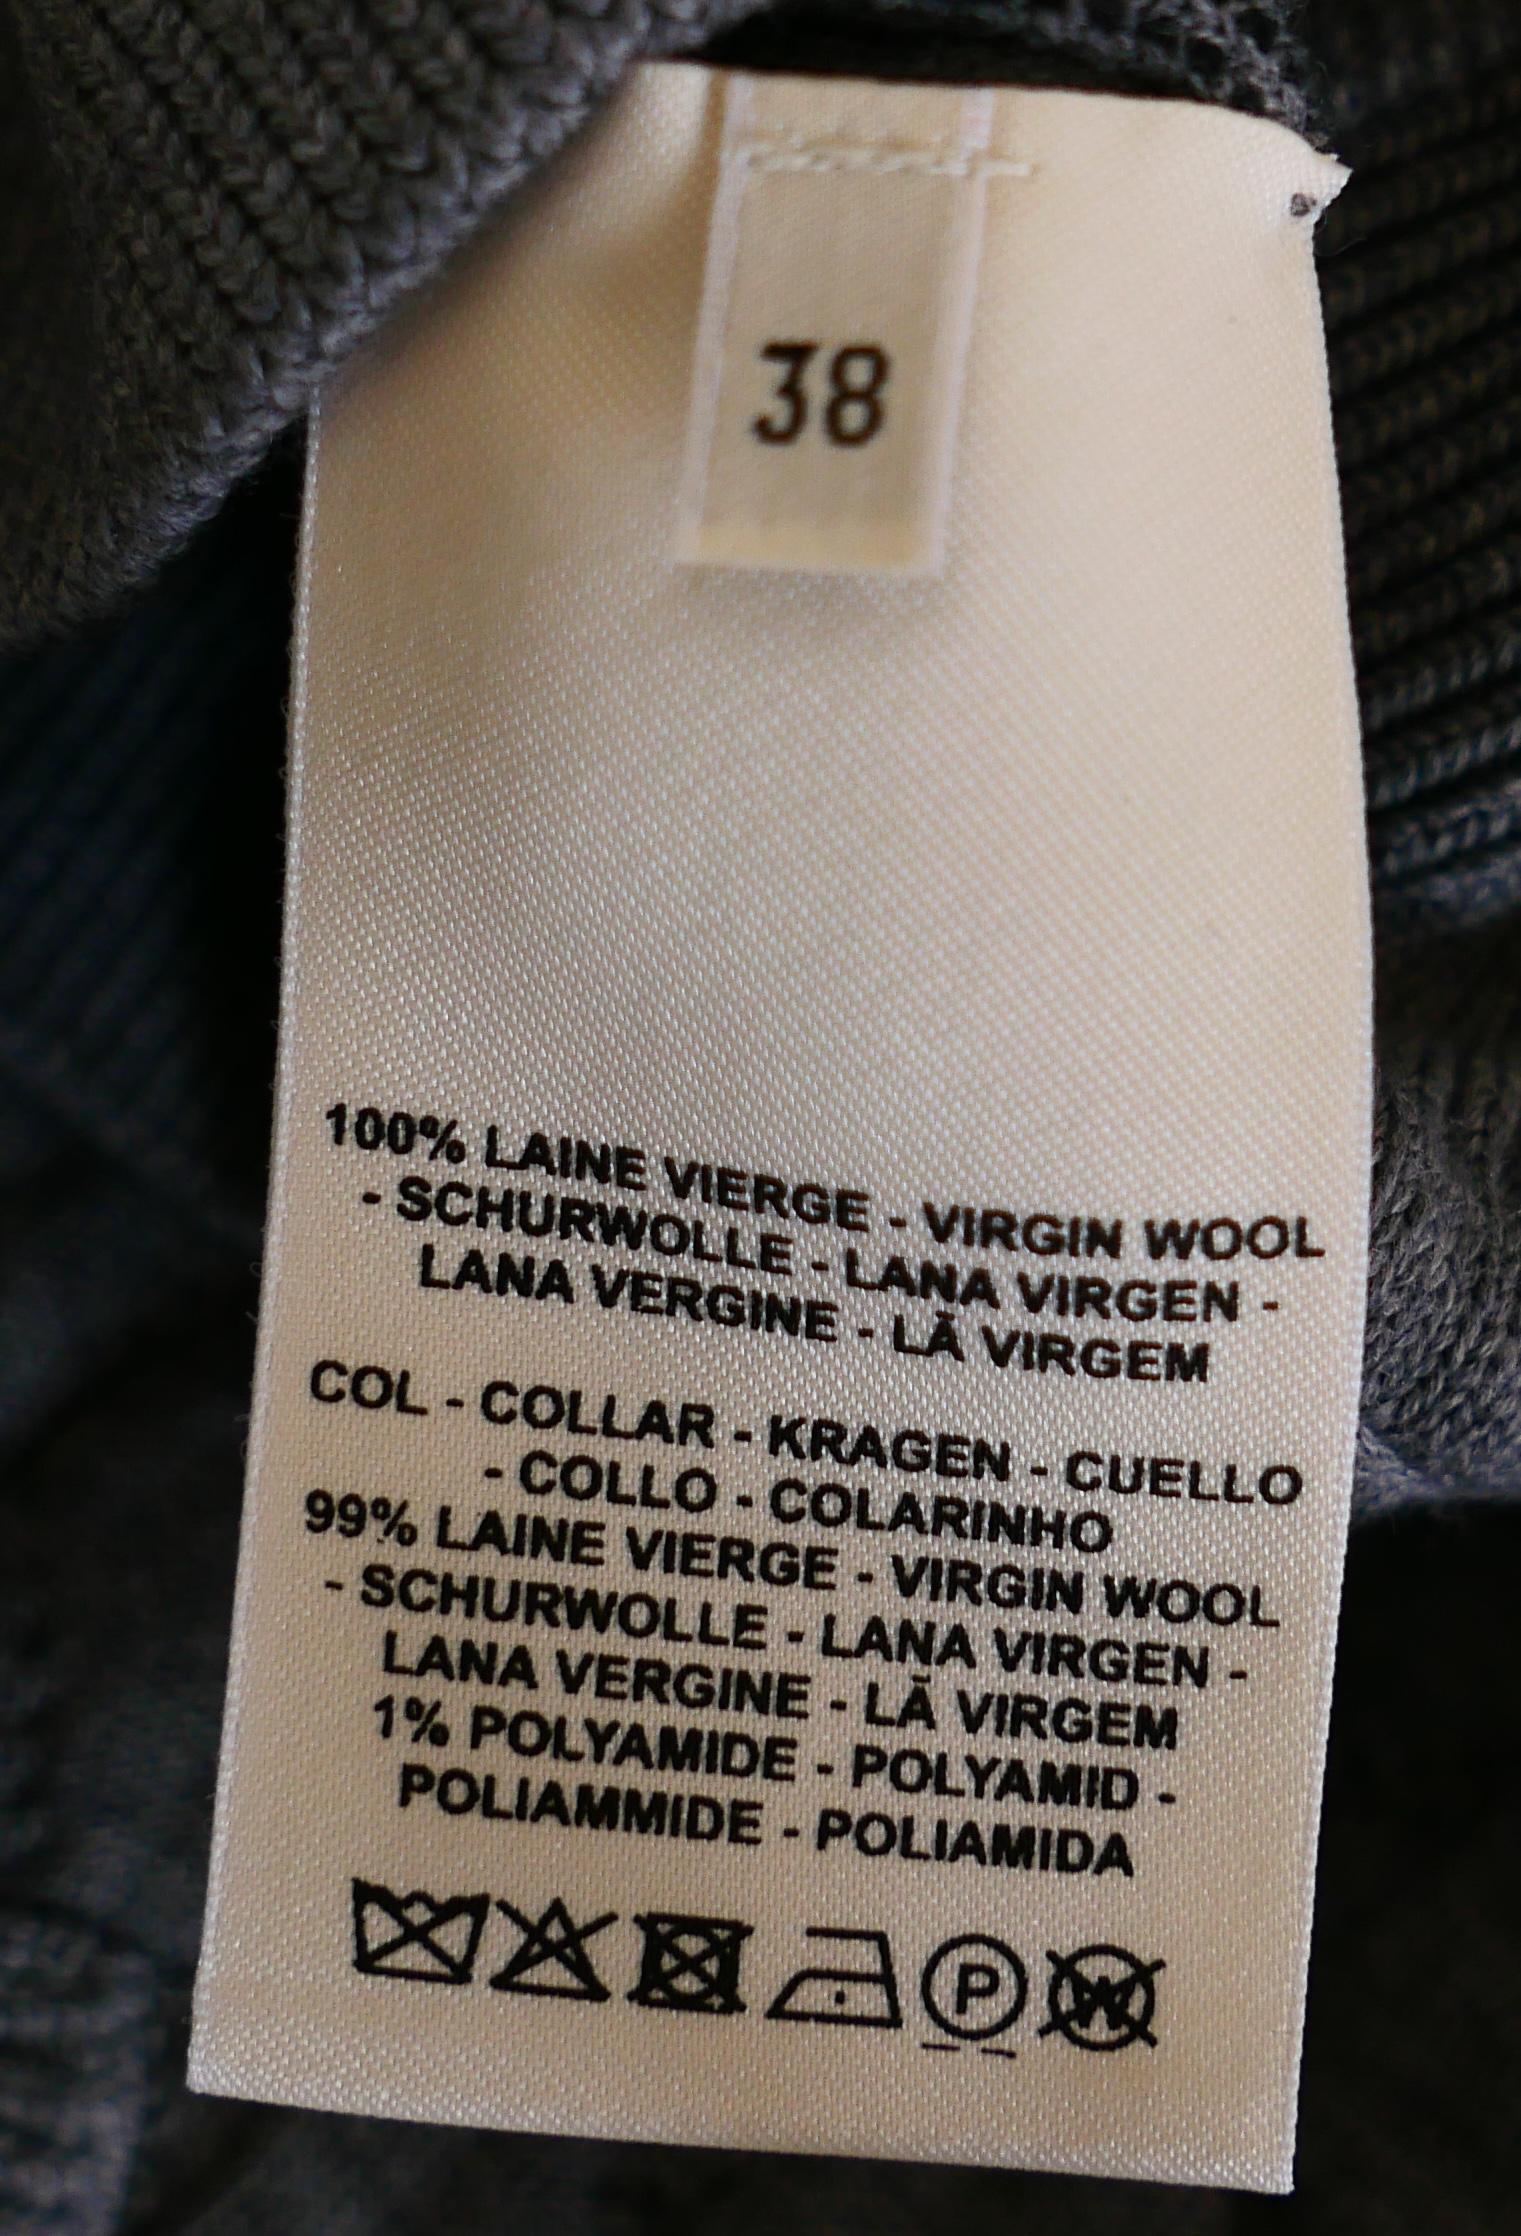 38
100% LAINE VIERGE - VIRGIN WOOL
- SCHURWOLLE - LANA VIRGEN -
LANA VERGINE - LÃ VIRGEM
COL - COLLAR - KRAGEN - CUELLO
- COLLO - COLARINHO
99% LAINE VIERGE - VIRGIN WOOL
- SCHURWOLLE - LANA VIRGEN -
LANA VERGINE - LÃ VIRGEM
1% POLYAMIDE - POLYAMID -
POLIAMMIDE - POLIAMIDA
P W